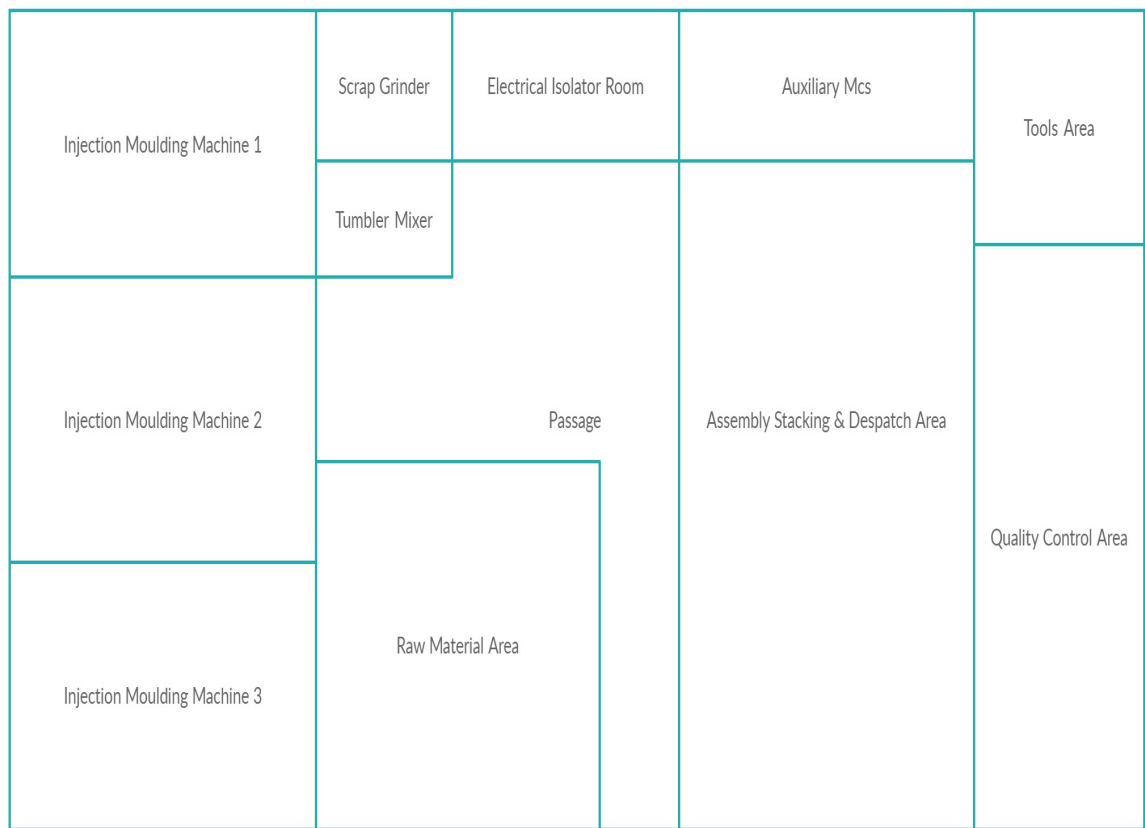 Scrap Grinder
Electrical Isolator Room
Auxiliary Mcs
Tools Area
Injection Moulding Machine 1
Tumbler Mixer
Injection Moulding Machine 2
Passage
Assembly Stacking & Despatch Area
Quality Control Area
Raw Material Area
Injection Moulding Machine 3